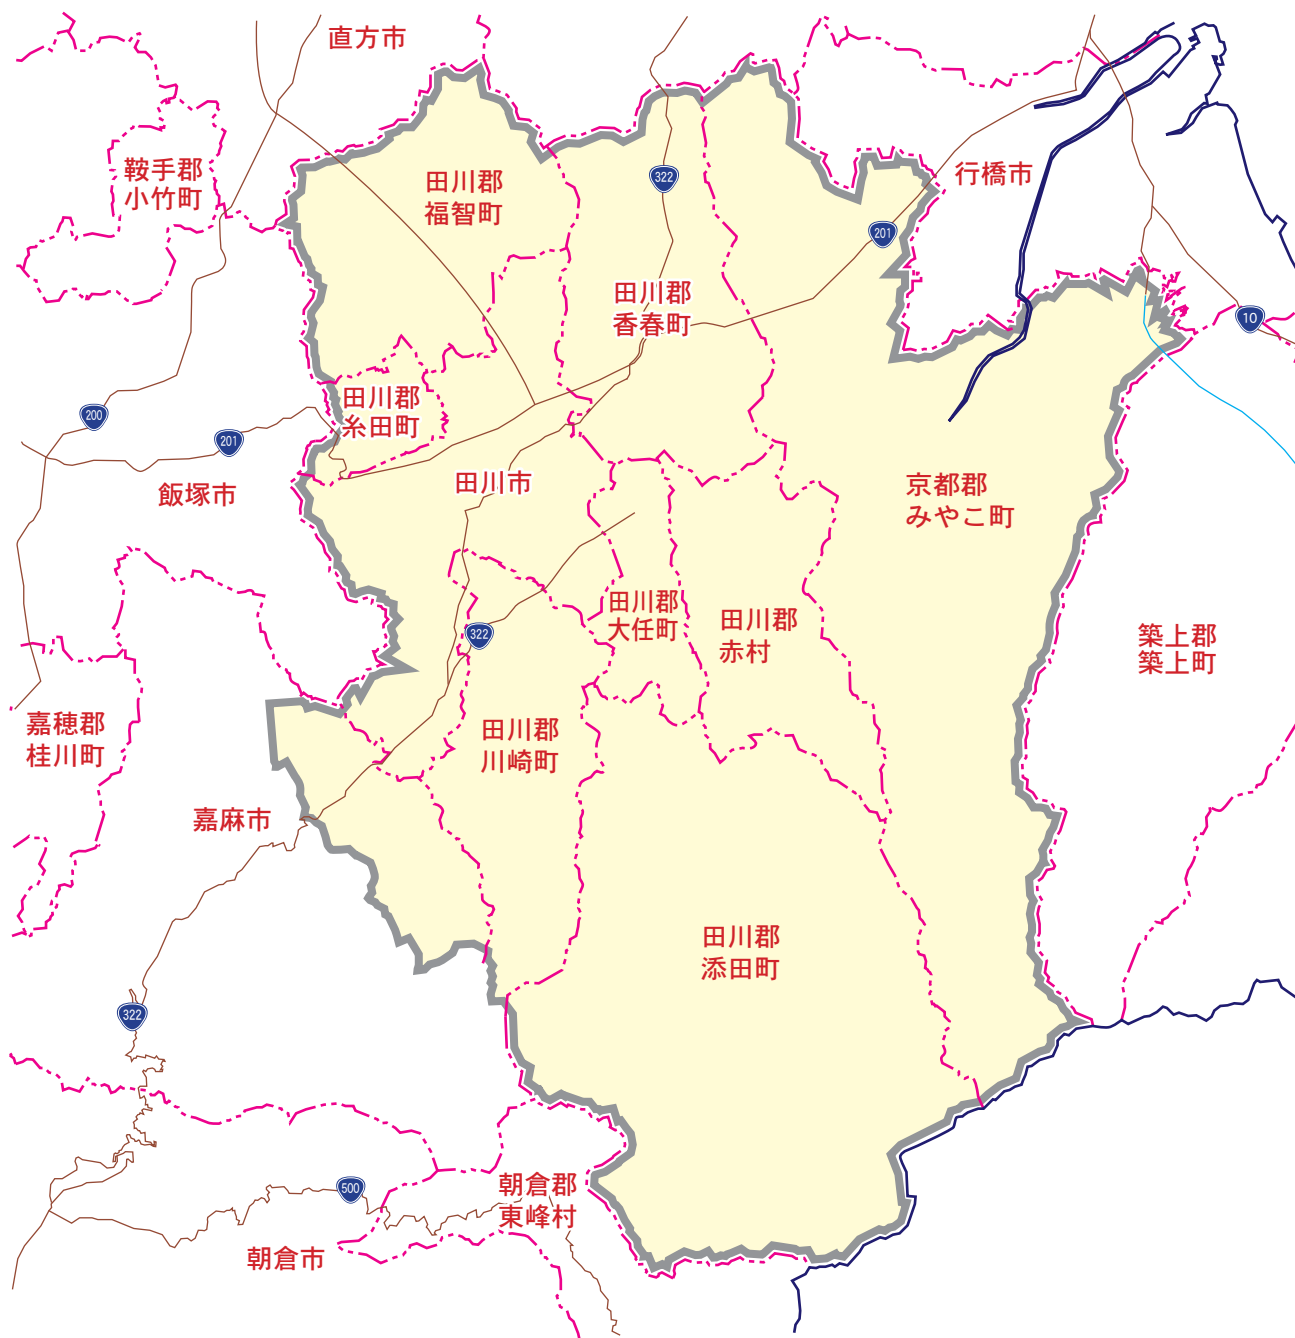 直方市
鞍手郡
小竹町
田川郡
福智町
322
行橋市
201
田川郡
香春町
10
田川郡
糸田町
200
201
田川市
飯塚市
京都郡
みやこ町
田川郡
大任町
田川郡
赤村
322
築上郡
築上町
嘉穂郡
桂川町
田川郡
川崎町
嘉麻市
田川郡
添田町
322
500
朝倉郡
東峰村
朝倉市